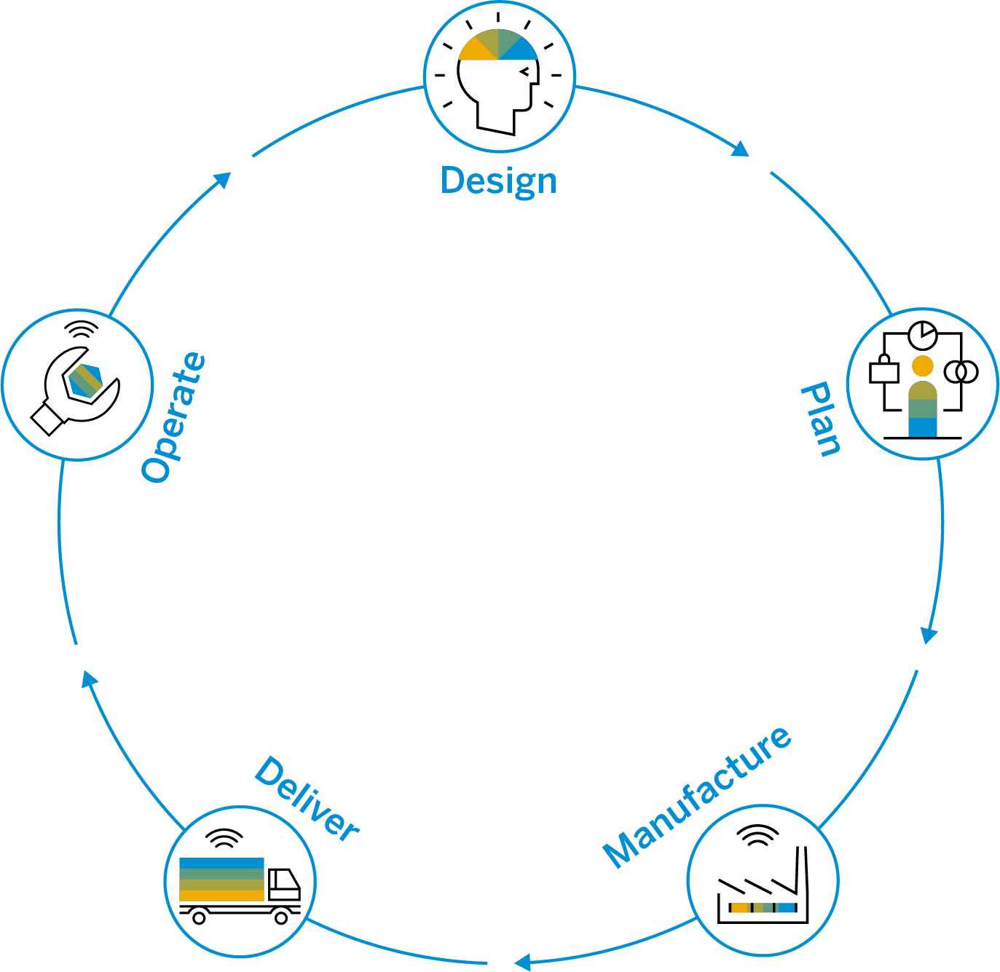 Design
Plan
Manufacture
Deliver
Operate